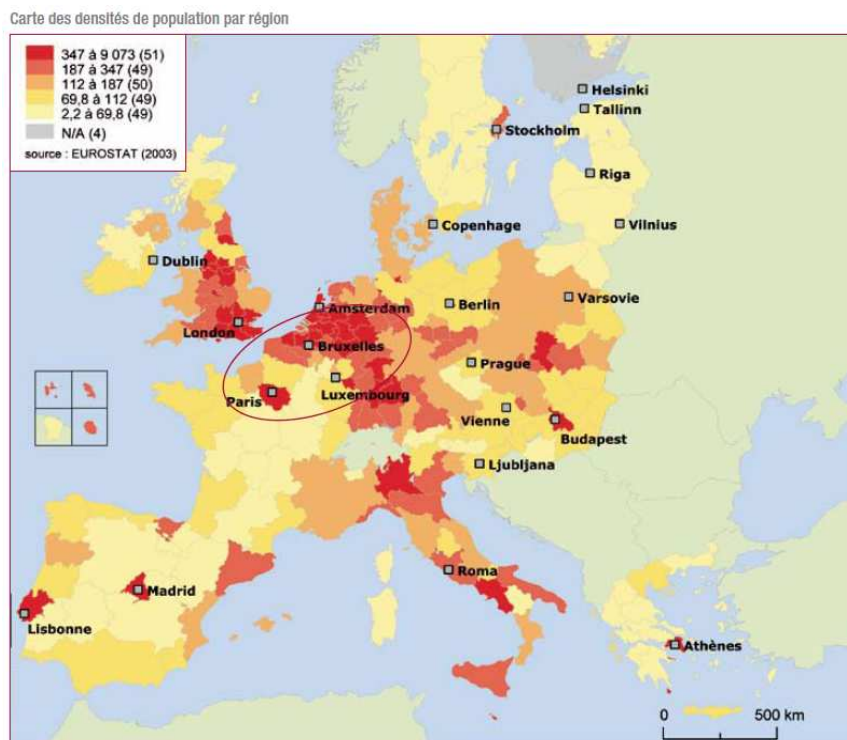 Carte des densités de population par région
347 à 9 073 (51)
187 à 347 (49)
112 à 187 (50)
69,8 à 112 (49)
2,2 à 69,8 (49)
N/A (4)
source : EUROSTAT (2003)
Helsinki
Tallinn
Stockholm
Riga
Copenhage
Vilnius
Dublin
Amsterdam
Berlin
Varsovie
London
Bruxelles
Prague
Paris
Luxembourg
Vienne
Budapest
Ljubljana
Roma
Madrid
Lisbonne
Athènes
0 500 km